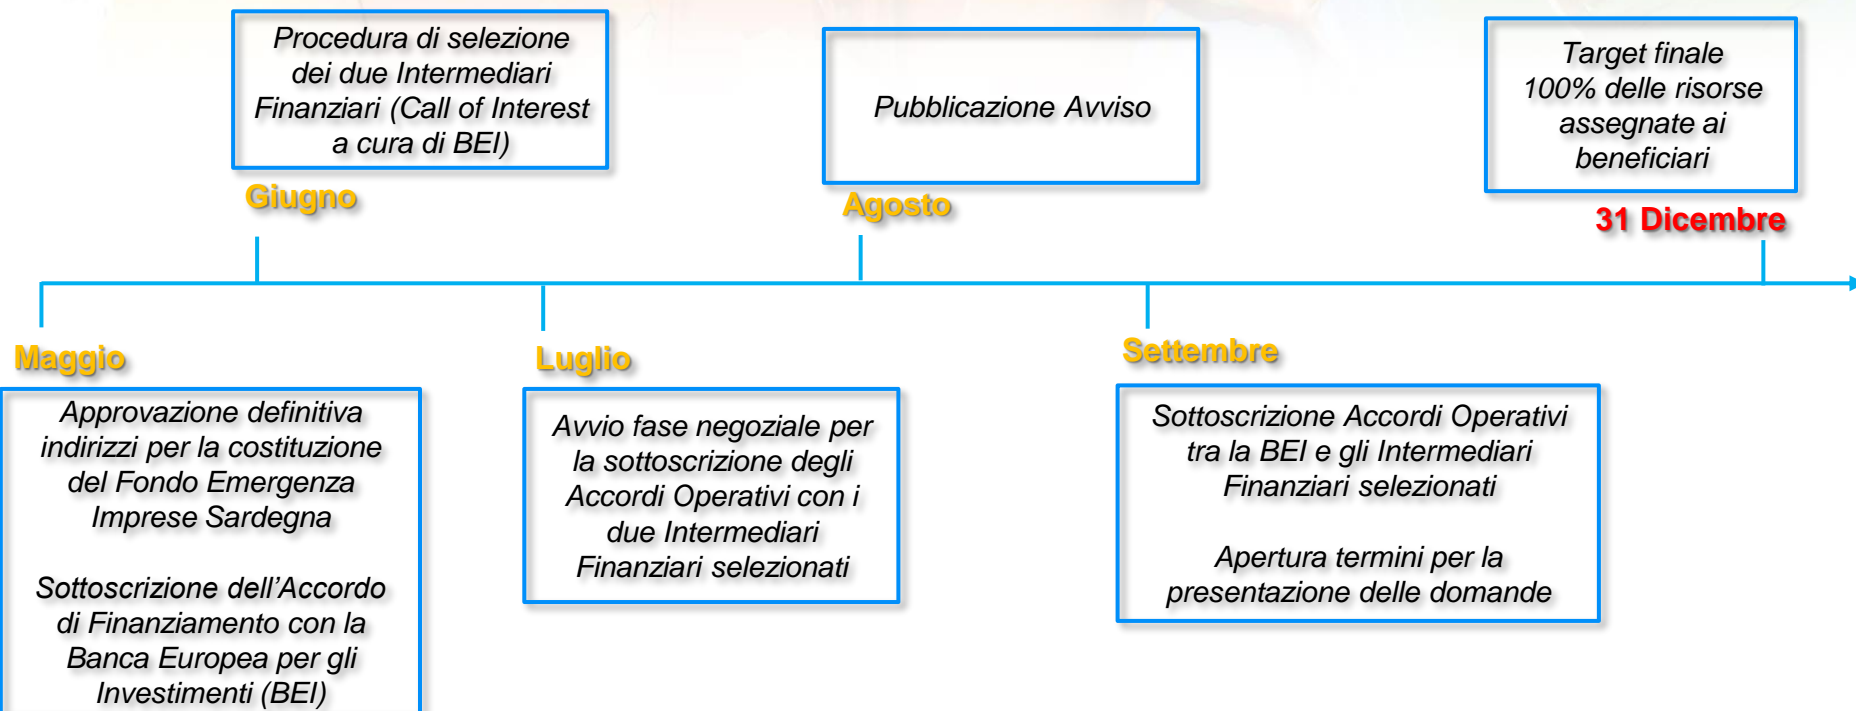 Procedura di selezione
dei due Intermediari
Finanziari (Call of Interest
a cura di BEI)
Giugno
Pubblicazione Avviso
Agosto
Target finale
100% delle risorse
assegnate ai
beneficiari
31 Dicembre
Maggio
Approvazione definitiva
indirizzi per la costituzione
del Fondo Emergenza
Imprese Sardegna
Sottoscrizione dell’Accordo
di Finanziamento con la
Banca Europea per gli
Investimenti (BEI)
Luglio
Avvio fase negoziale per
la sottoscrizione degli
Accordi Operativi con i
due Intermediari
Finanziari selezionati
Settembre
Sottoscrizione Accordi Operativi
tra la BEI e gli Intermediari
Finanziari selezionati
Apertura termini per la
presentazione delle domande